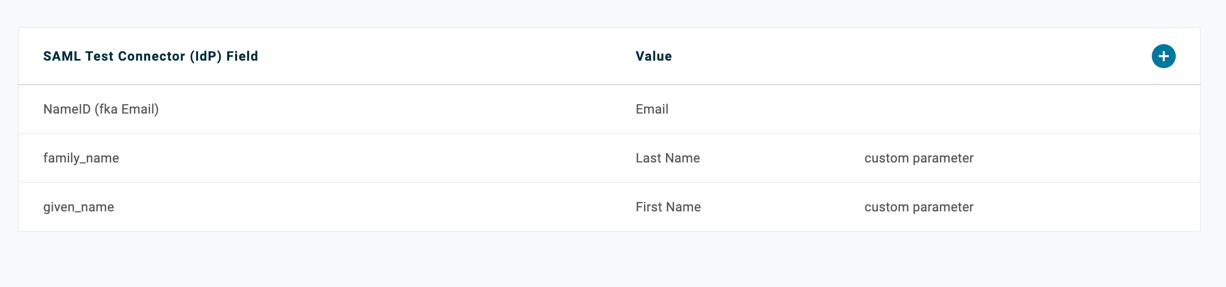 SAML Test Connector (IdP) Field Value
NameID (fka Email) Email
family_name Last Name custom parameter
given_name First Name custom parameter